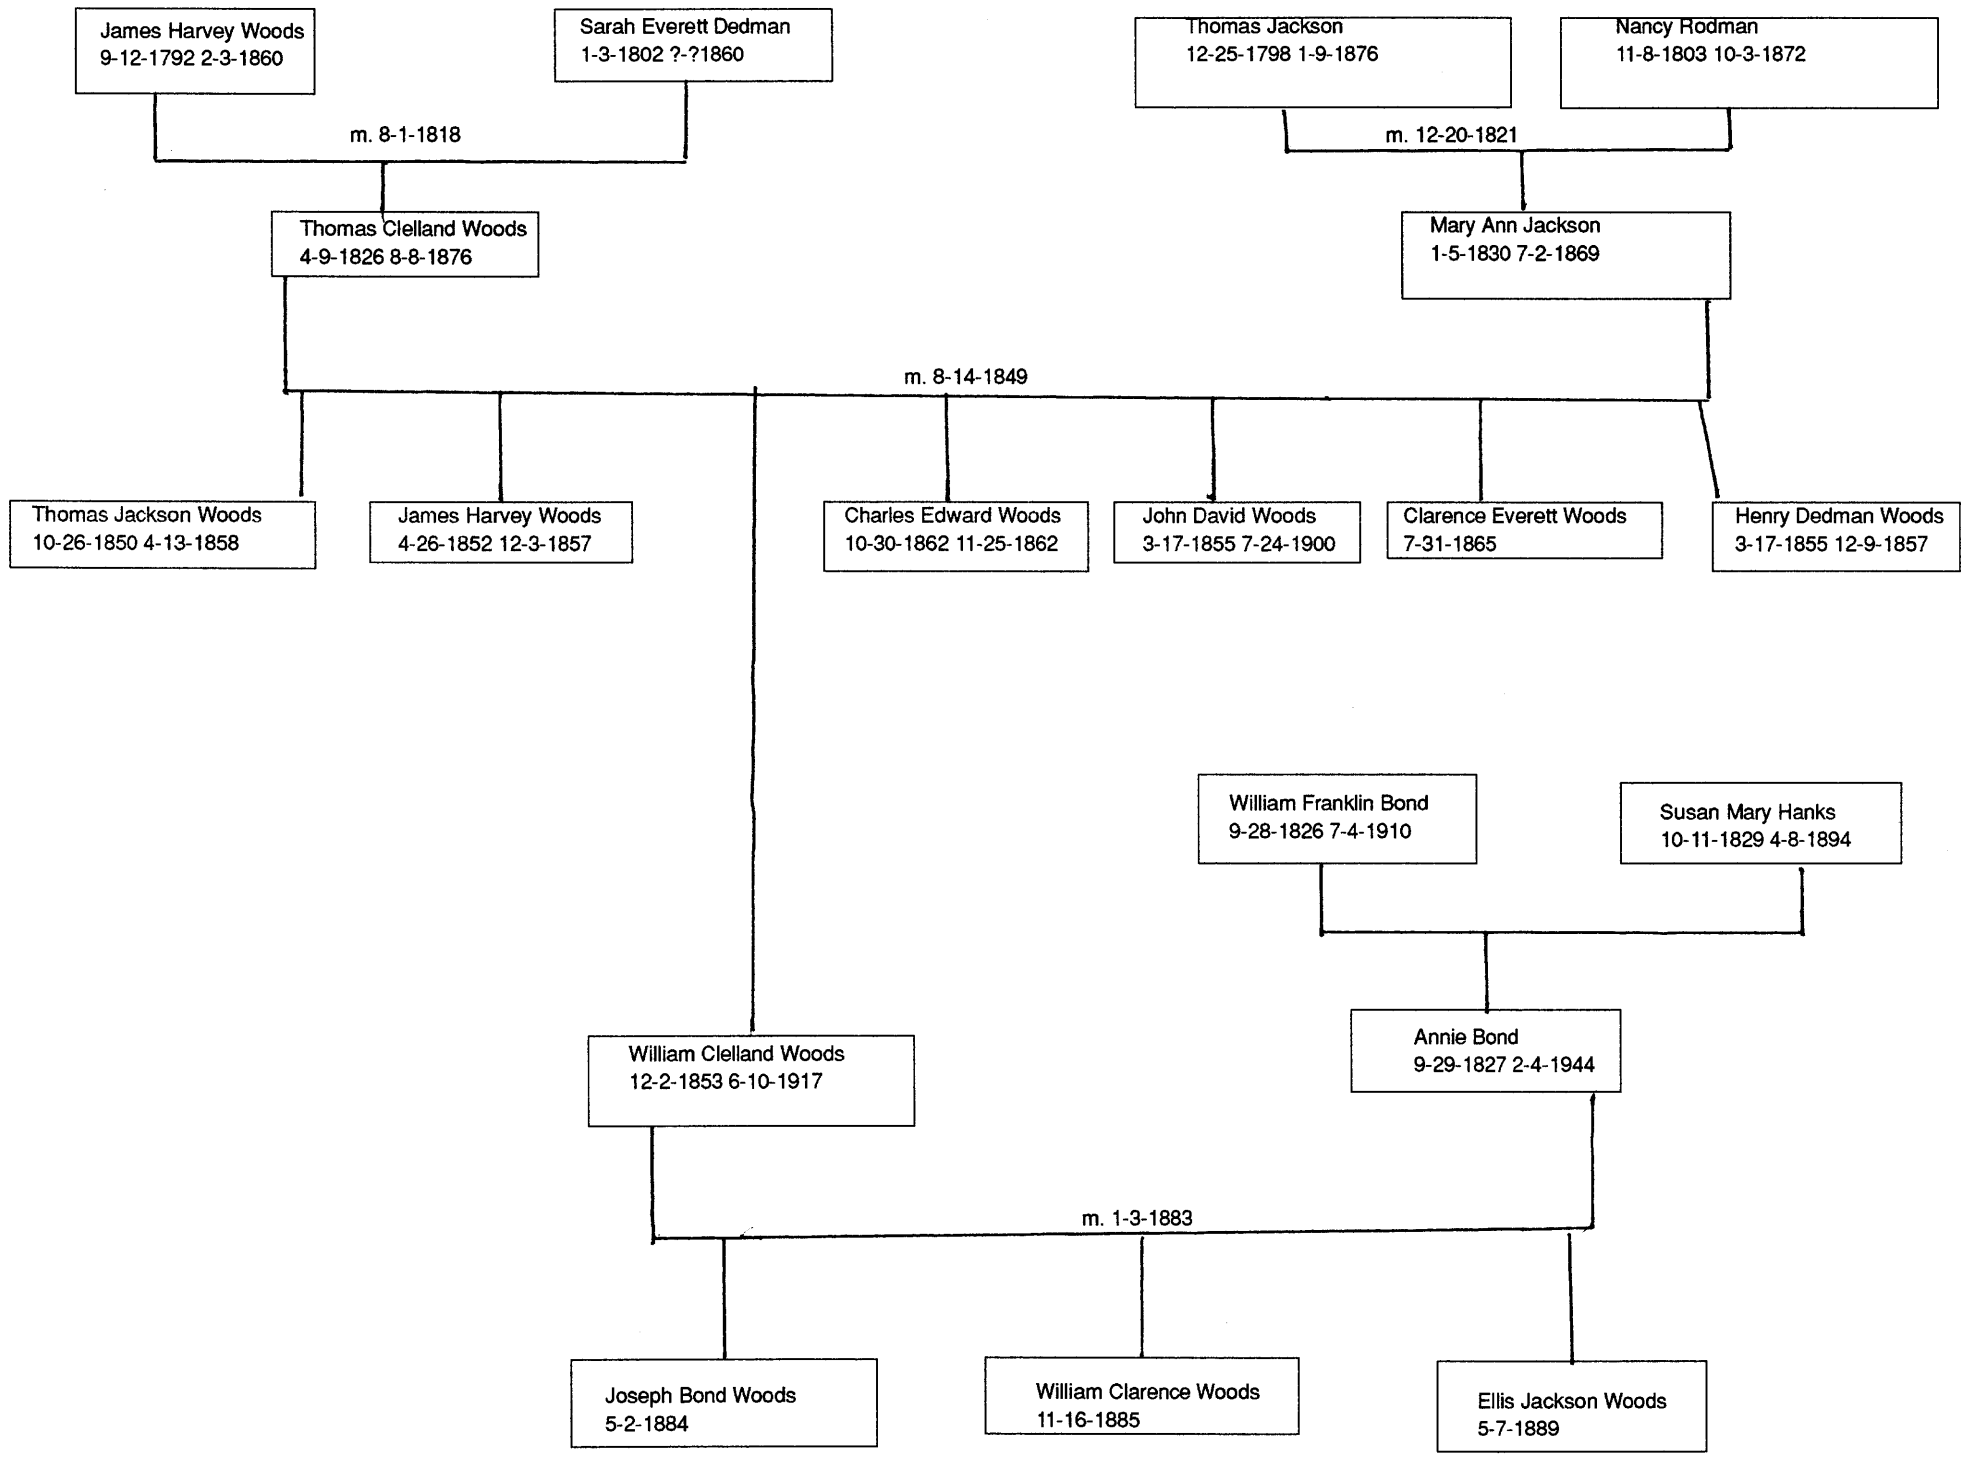 James Harvey Woods
9-12-1792 2-3-1860
Sarah Everett Dedman
1-3-1802 ?-?1860
Thomas Jackson
12-25-1798 1-9-1876
Nancy Rodman
11-8-1803 10-3-1872
m. 8-1-1818
m. 12-20-1821
Thomas Clelland Woods
4-9-1826 8-8-1876
Mary Ann Jackson
1-5-1830 7-2-1869
m. 8-14-1849
Thomas Jackson Woods
10-26-1850 4-13-1858
James Harvey Woods
4-26-1852 12-3-1857
Charles Edward Woods
10-30-1862 11-25-1862
John David Woods
3-17-1855 7-24-1900
Clarence Everett Woods
7-31-1865
Henry Dedman Woods
3-17-1855 12-9-1857
William Franklin Bond
9-28-1826 7-4-1910
Susan Mary Hanks
10-11-1829 4-8-1894
William Clelland Woods
12-2-1853 6-10-1917
Annie Bond
9-29-1827 2-4-1944
m. 1-3-1883
Joseph Bond Woods
5-2-1884
William Clarence Woods
11-16-1885
Ellis Jackson Woods
5-7-1889